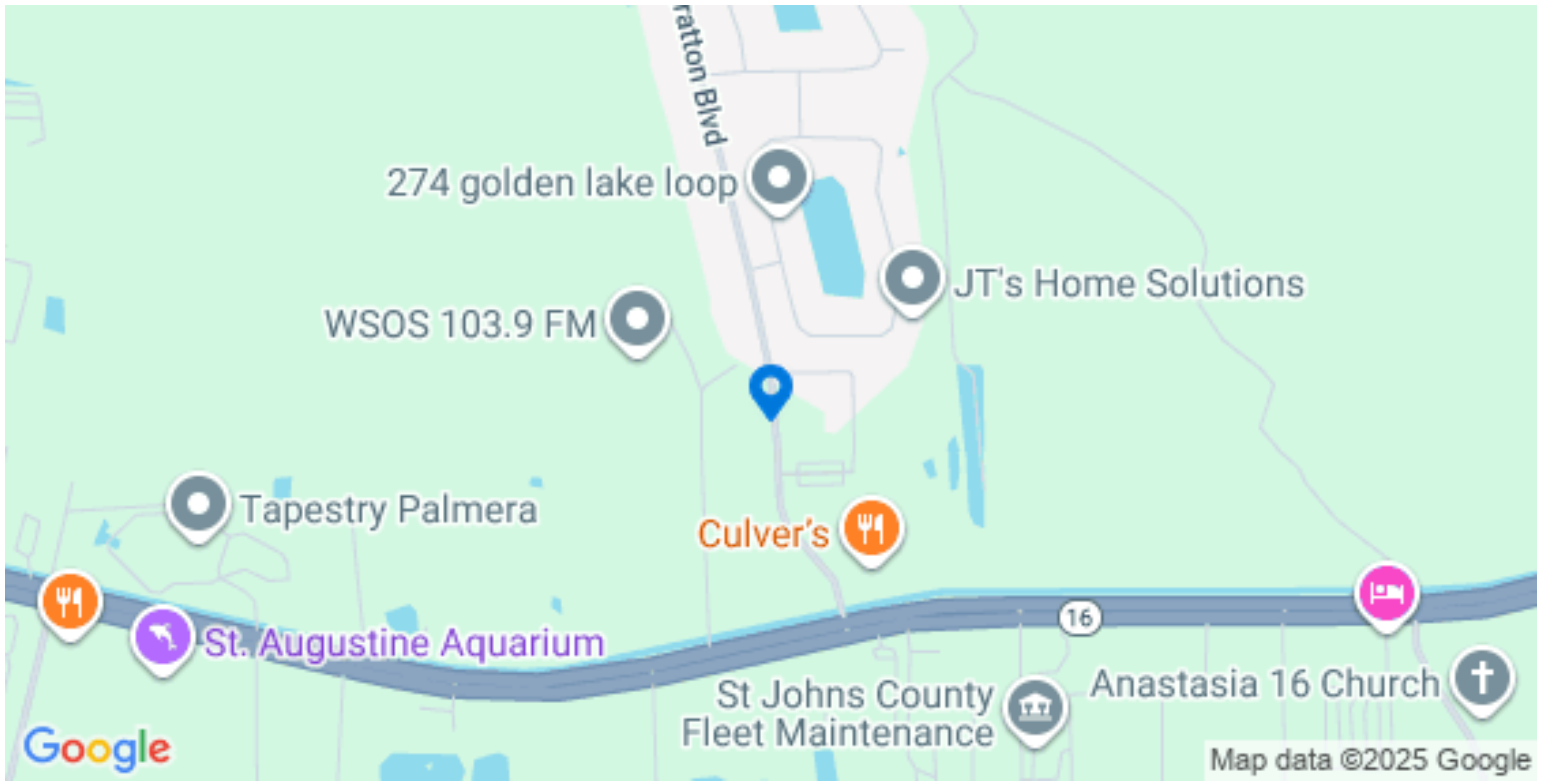 ratton Blvd
274 golden lake loop
JT's Home Solutions
WSOS 103.9 FM
Tapestry Palmera
Culver's
16
St. Augustine Aquarium
Anastasia 16 Church
St Johns County
Fleet Maintenance
Google
Map data ©2025 Google